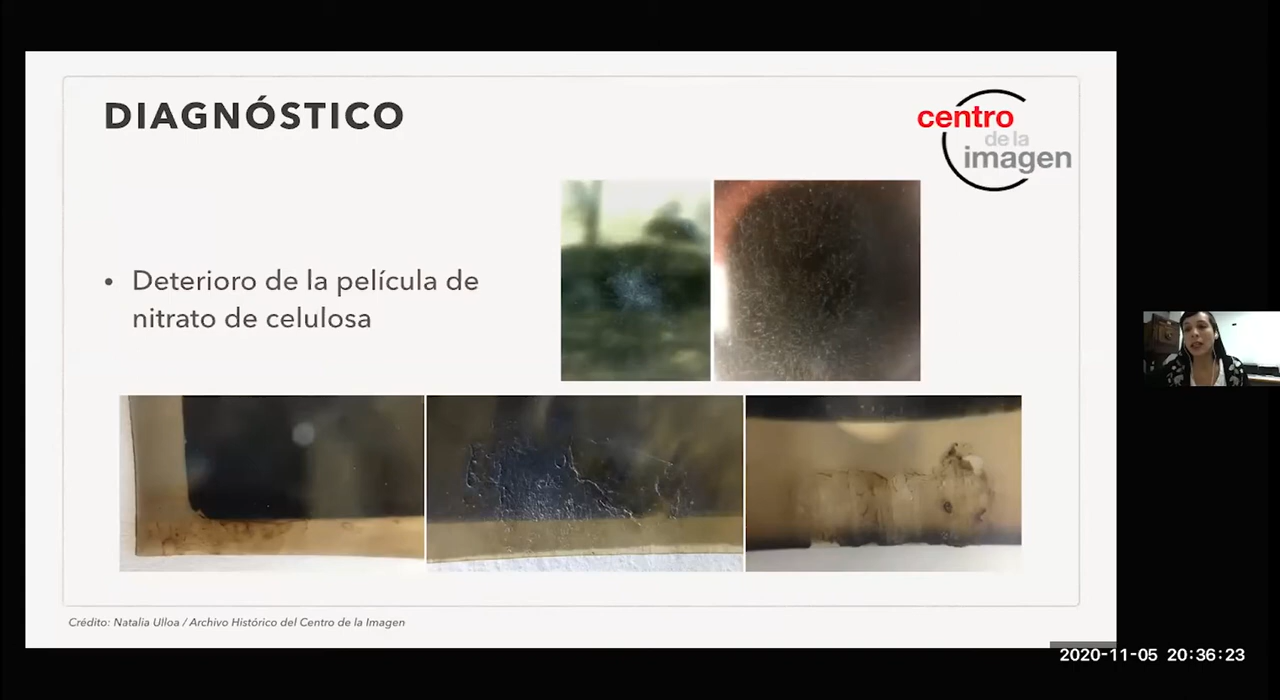 DIAGNÓSTICO
centro
de la
imagen
• Deterioro de la película de
nitrato de celulosa
Crédito: Natalia Ulloa / Archivo Histórico del Centro de la Imagen
2020-11-05 20:36:23